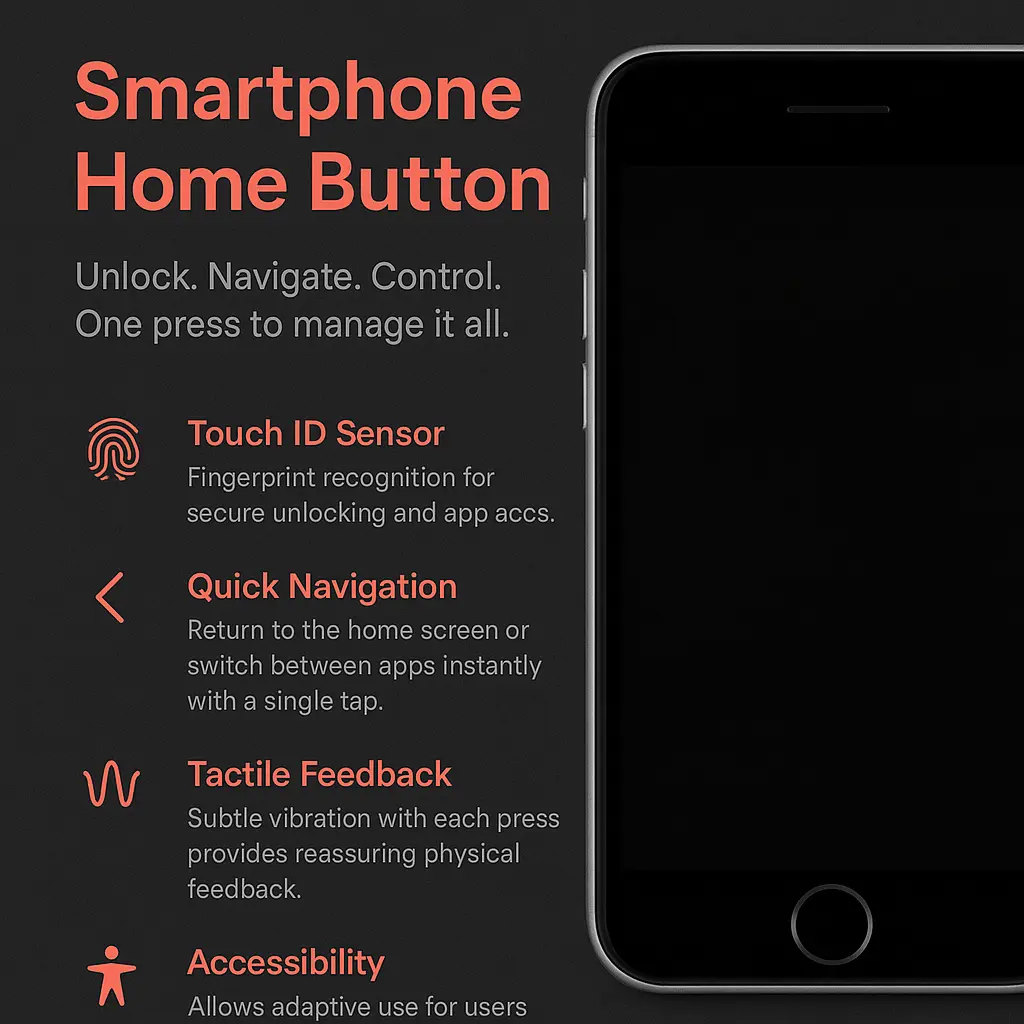 Smartphone
Home Button
Unlock. Navigate. Control.
One press to manage it all.
Touch ID Sensor
Fingerprint recognition for
secure unlocking and app accs.
Quick Navigation
Return to the home screen or
switch between apps instantly
with a single tap.
Tactile Feedback
Subtle vibration with each press
provides reassuring physical
feedback.
Accessibility
Allows adaptive use for users